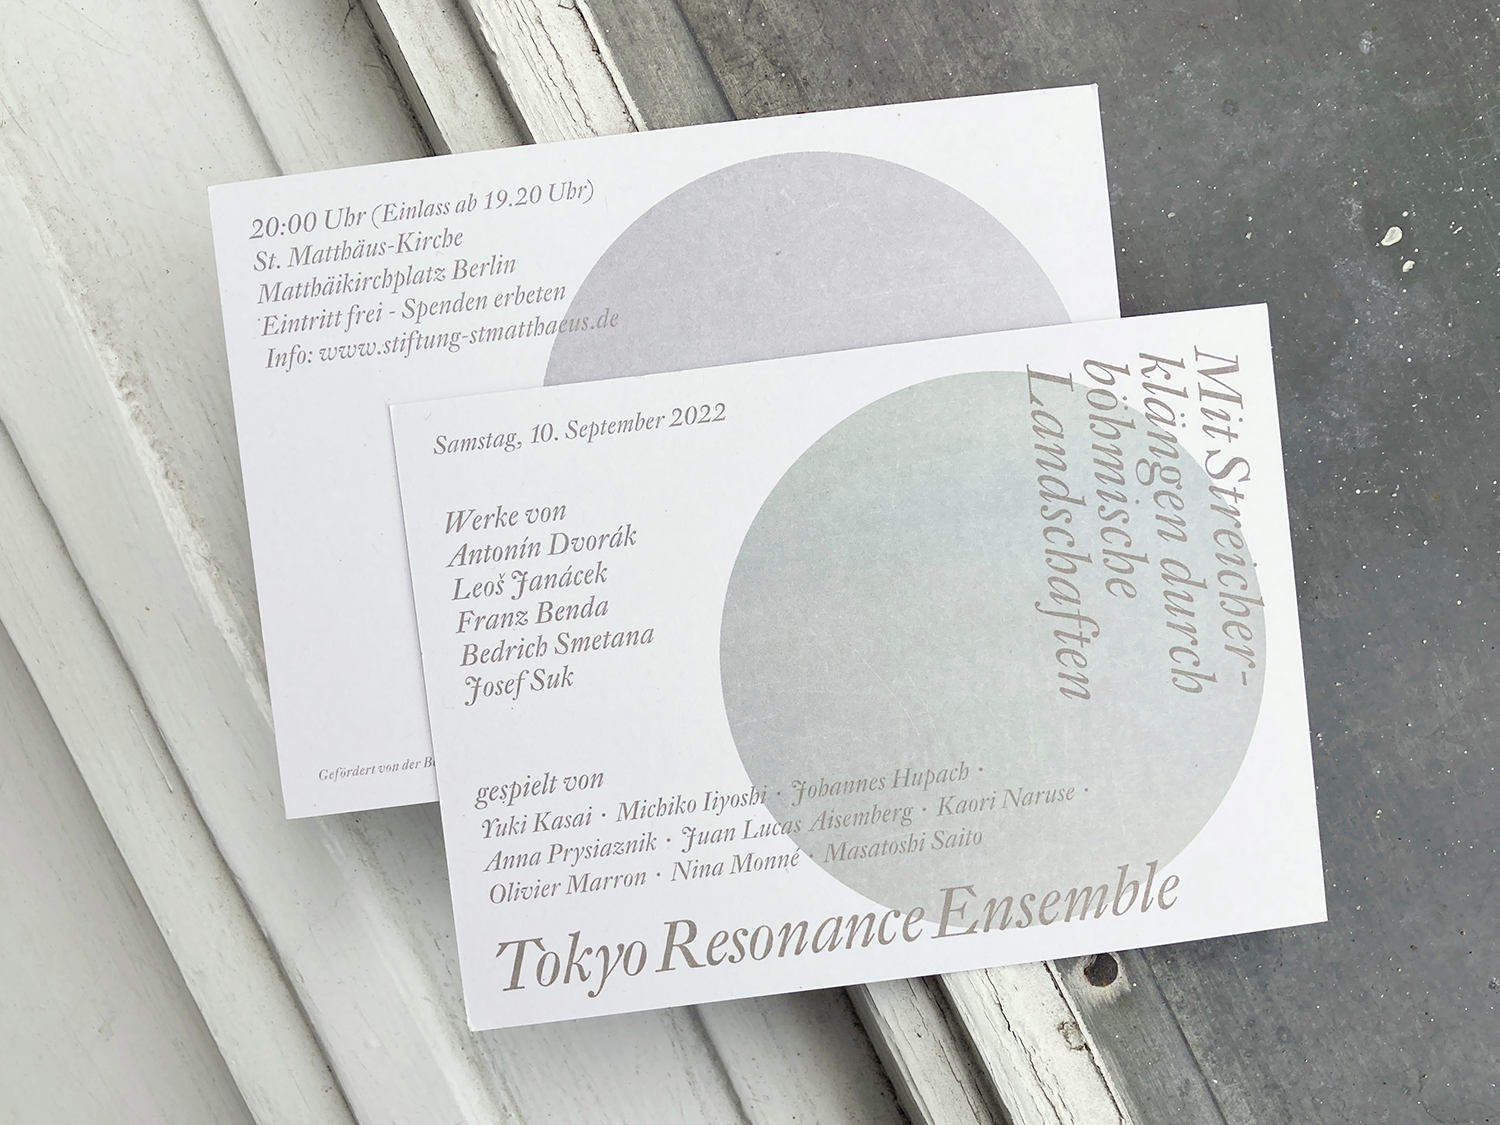 20:00 Uhr (Einlass ab 19.20 Uhr)
St. Matthäus-Kirche
Matthäikirchplatz Berlin
Eintritt frei - Spenden erbeten
Info: www.stiftung-stmatthaeus.de
Gefördert von der
Samstag, 10. September 2022
Werke von
Antonín Dvorák
Leoš Janácek
Franz Benda
Bedrich Smetana
Josef Suk
Mit Streicher-
klängen durch
böhmische
Landschaften
gespielt von
Yuki Kasai · Michiko Iiyoshi · Johannes Hupach ·
Anna Prysiaznik · Juan Lucas Aisemberg · Kaori Naruse ·
Olivier Marron · Nina Monné · Masatoshi Saito
Tokyo Resonance Ensemble